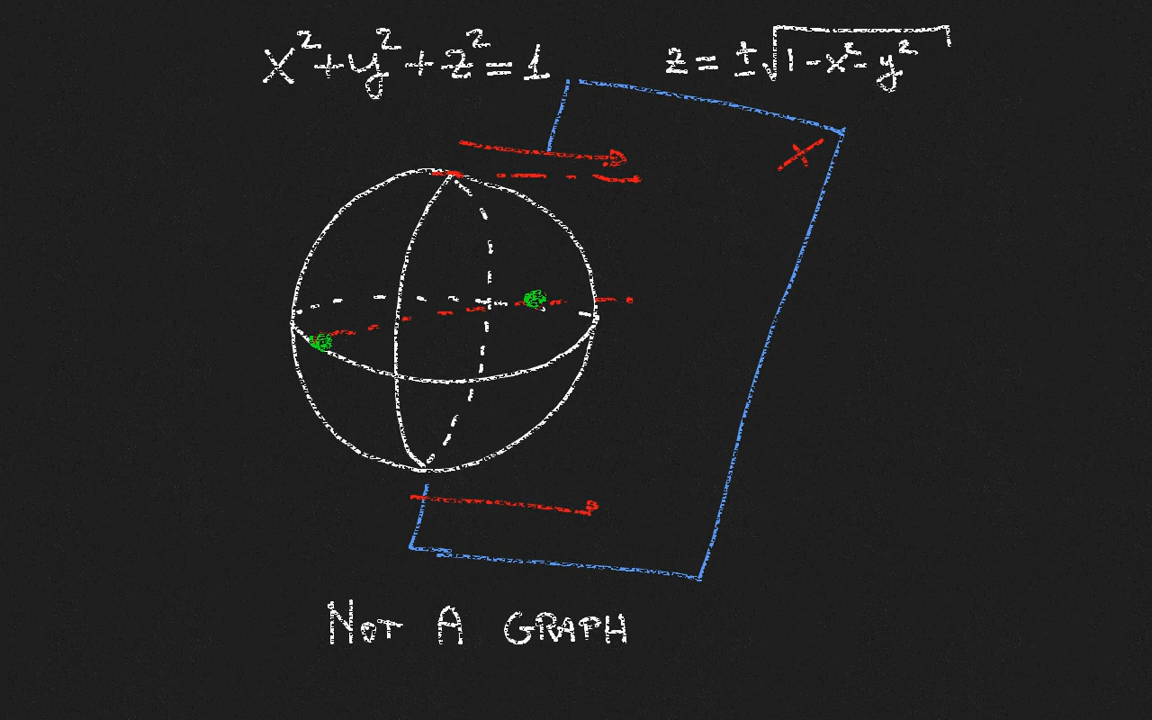 x²+y²+z²=1
z=±√1-x²-y²
X
NOT A GRAPH